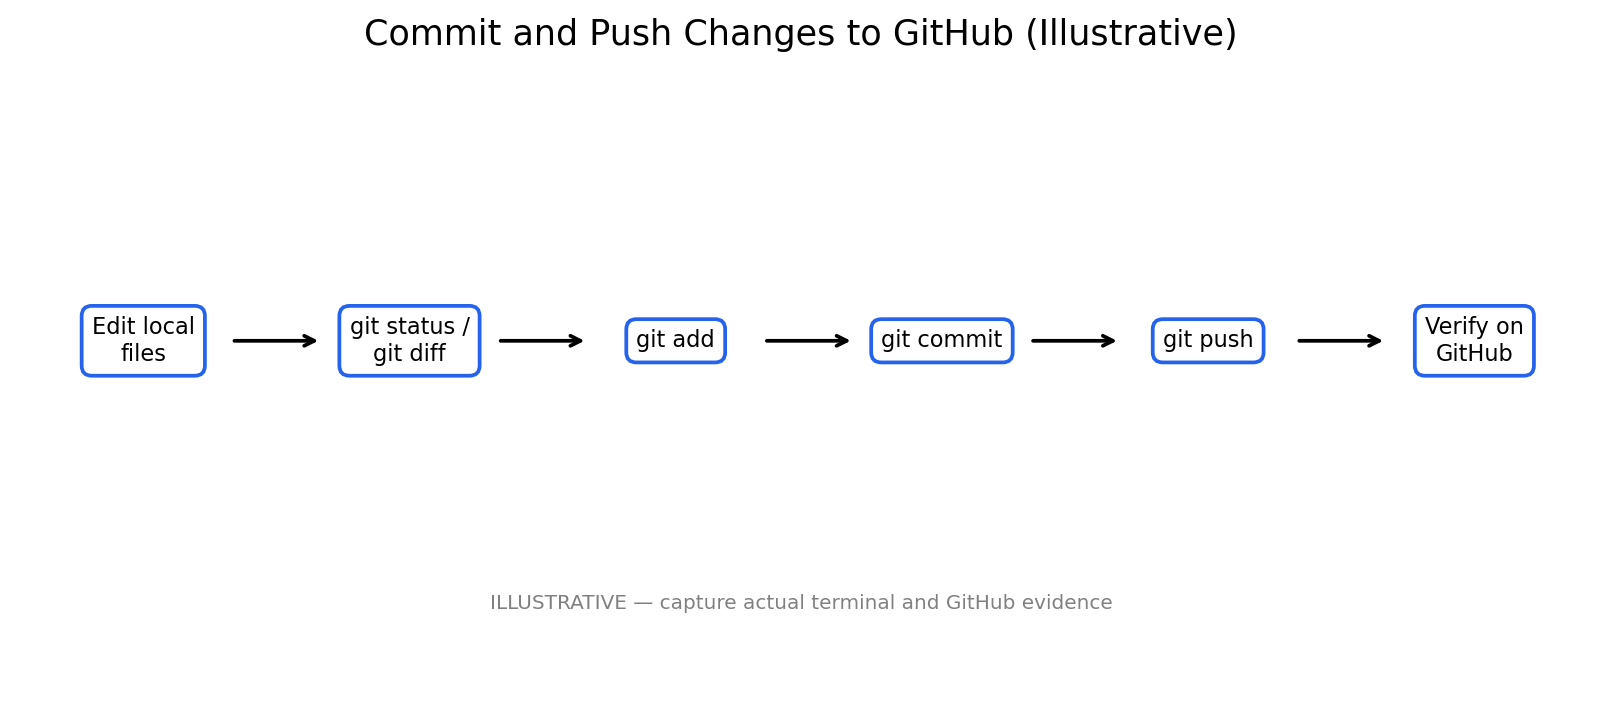 Commit and Push Changes to GitHub (Illustrative)
Edit local
files
git status /
git diff
git add
git commit
git push
Verify on
GitHub
ILLUSTRATIVE — capture actual terminal and GitHub evidence